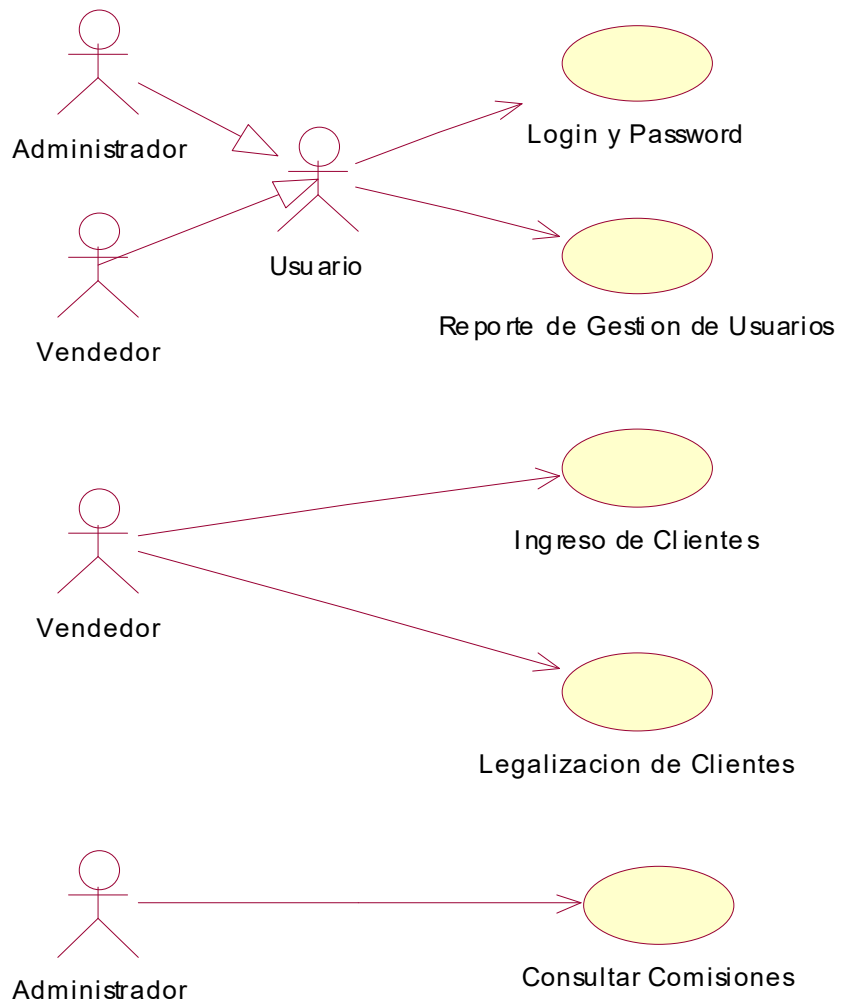 Administrador
Login y Password
Usuario
Vendedor
Reporte de Gestion de Usuarios
Ingreso de Clientes
Vendedor
Legalizacion de Clientes
Consultar Comisiones
Administrador